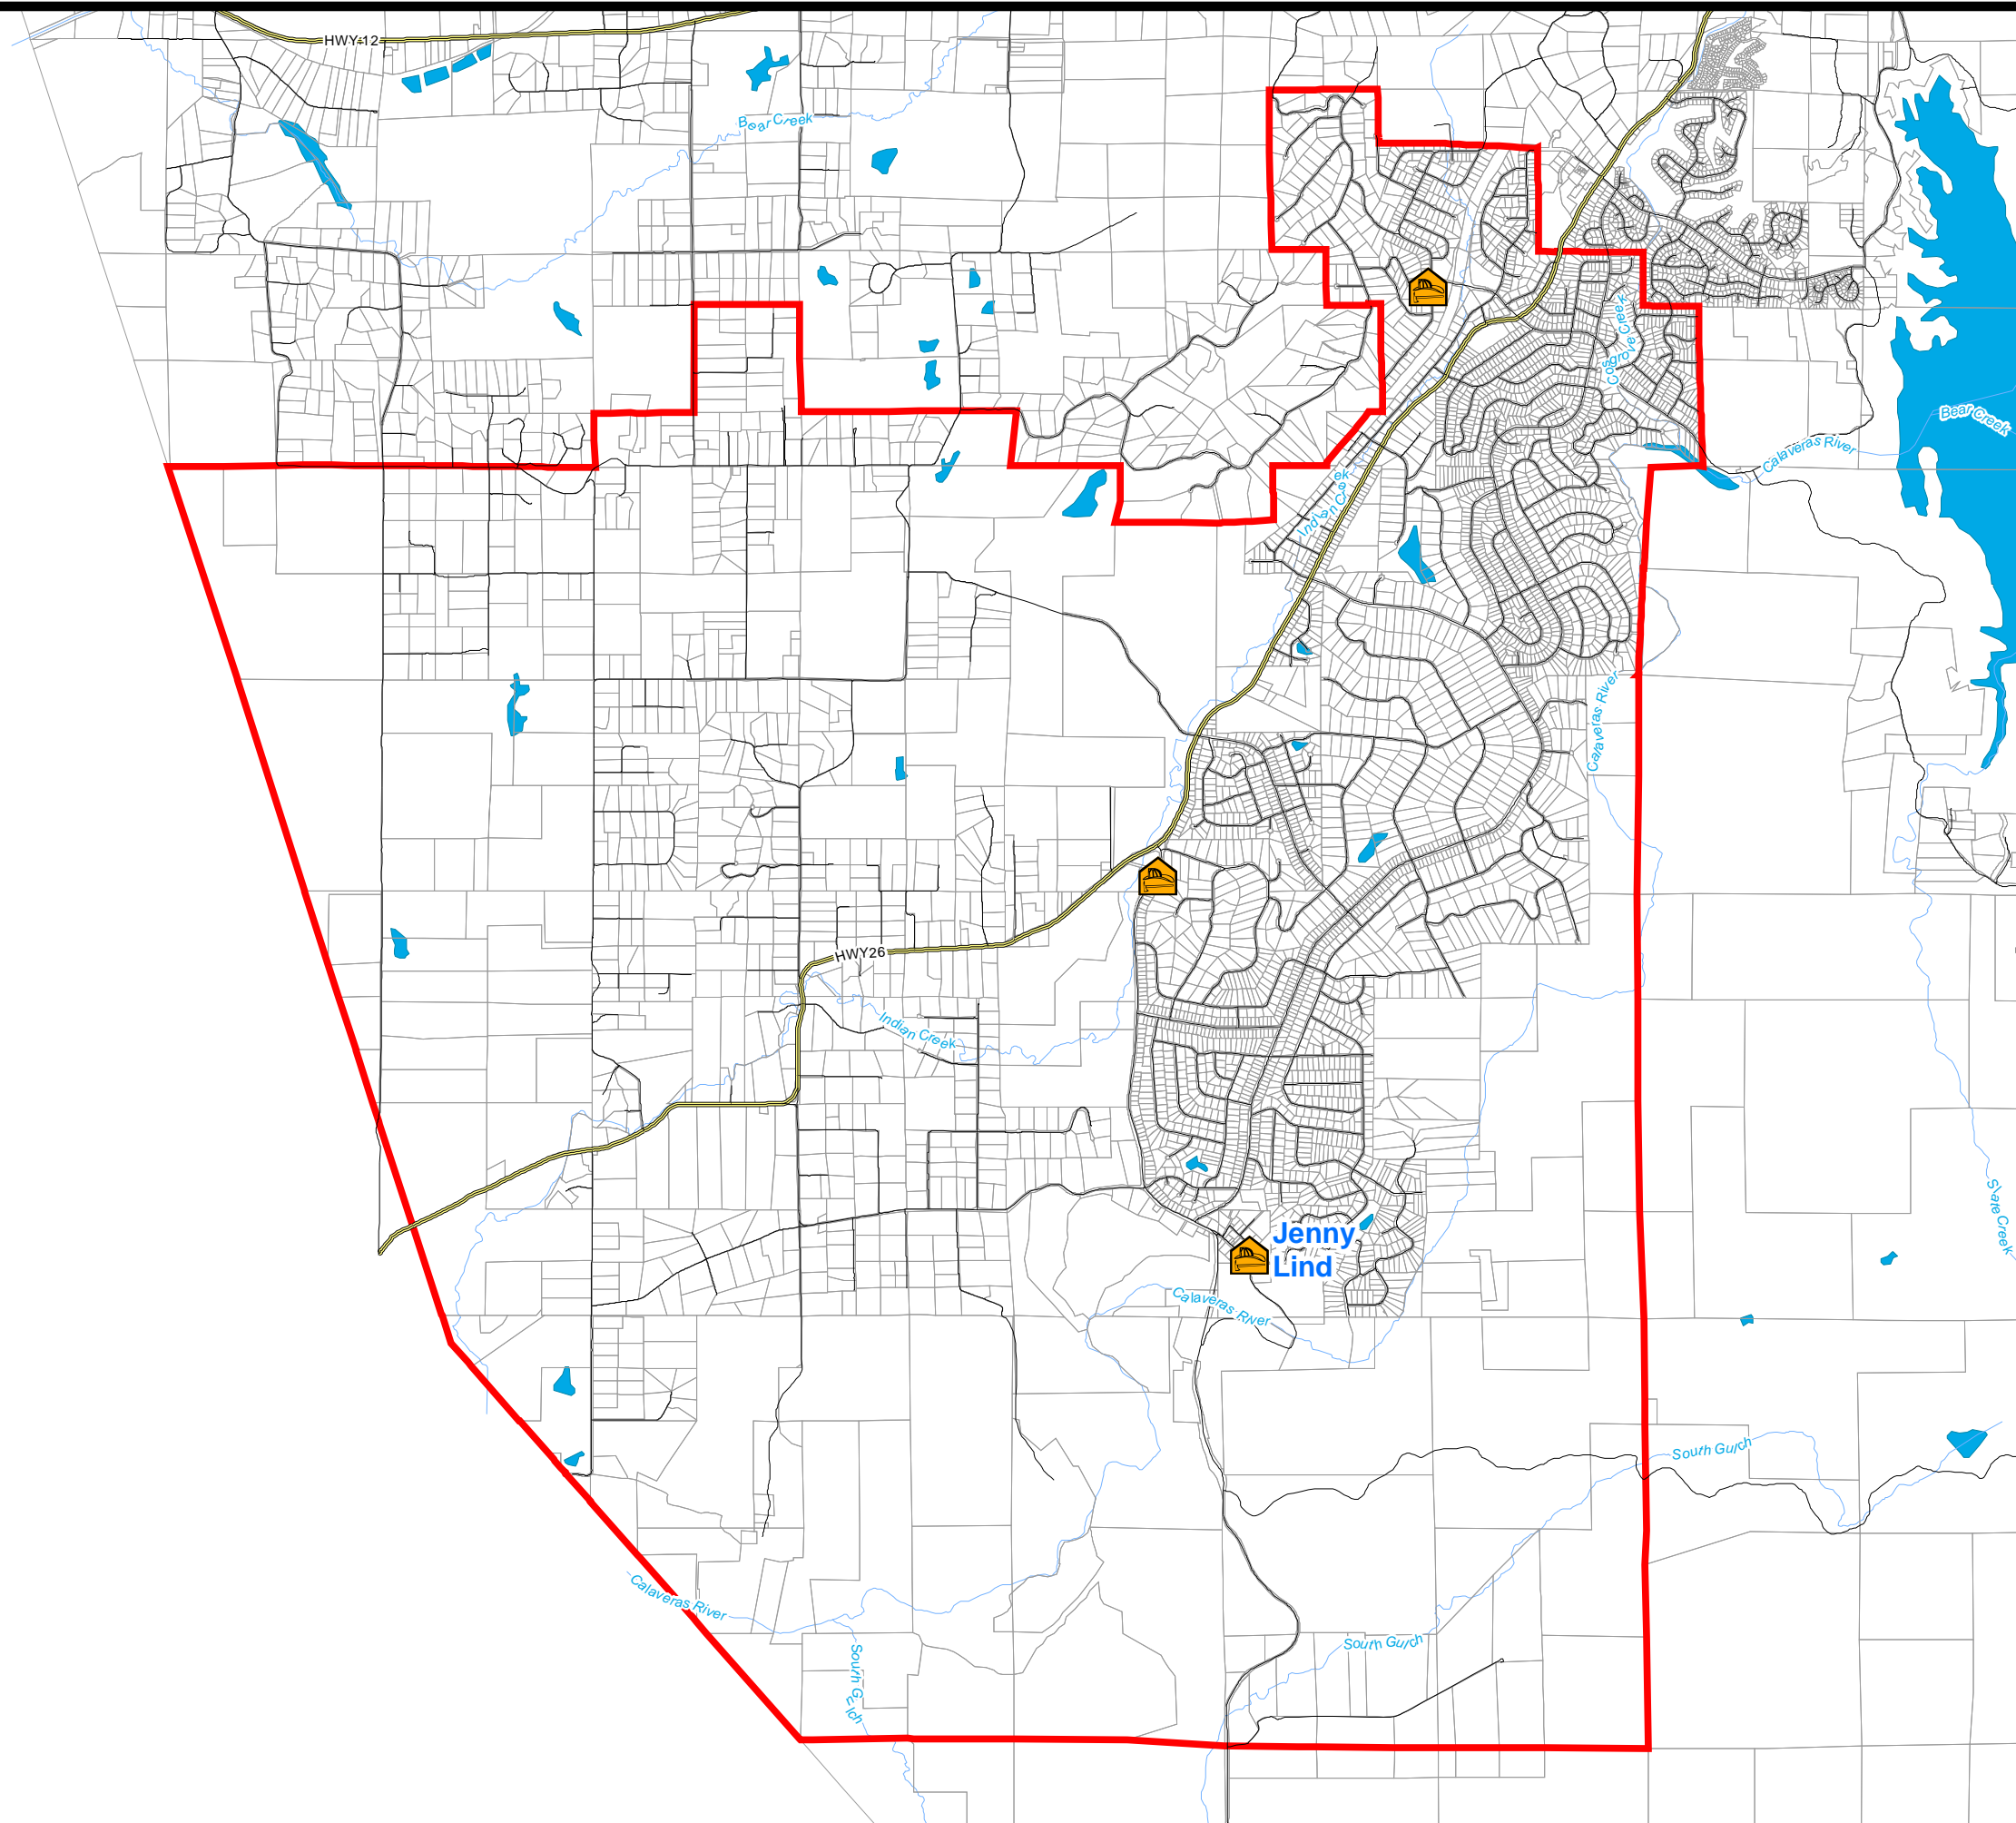 HWY 12
Bear Creek
Cosgrove Creek
Bear Creek
Calaveras River
Indian Creek
Calaveras River
HWY26
Indian Creek
Slate Creek
Jenny
Lind
Calaveras River
South Gulch
Calaveras River
South Gulch
South Gulch